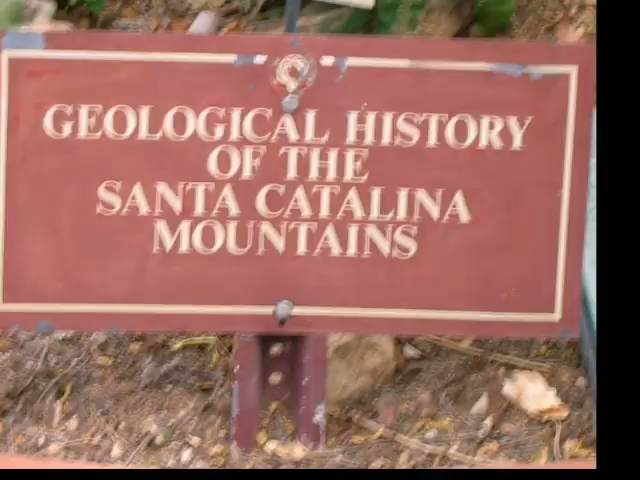 GEOLOGICAL HISTORY
OF THE
SANTA CATALINA
MOUNTAINS